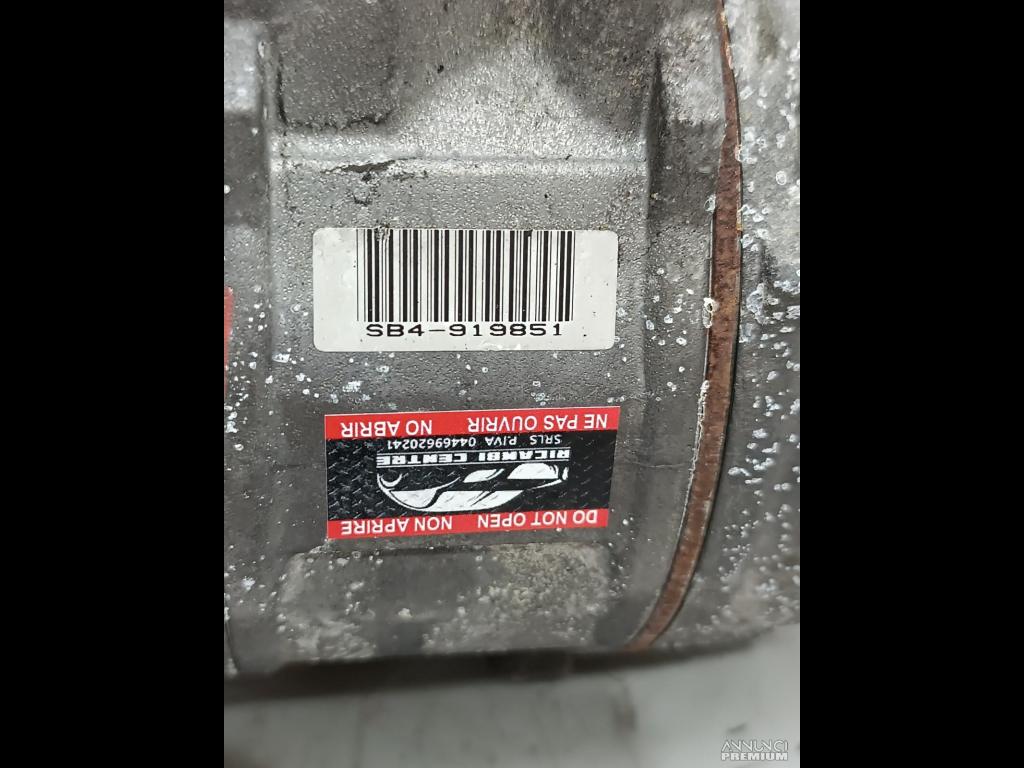 SB4-919851
DO NOT OPEN NON APRIRE
RICAMBI CENTRE
SRLS P.IVA 04469620241
NE PAS OUVRIR NO ABRIR
ANNUNCI
PREMIUM